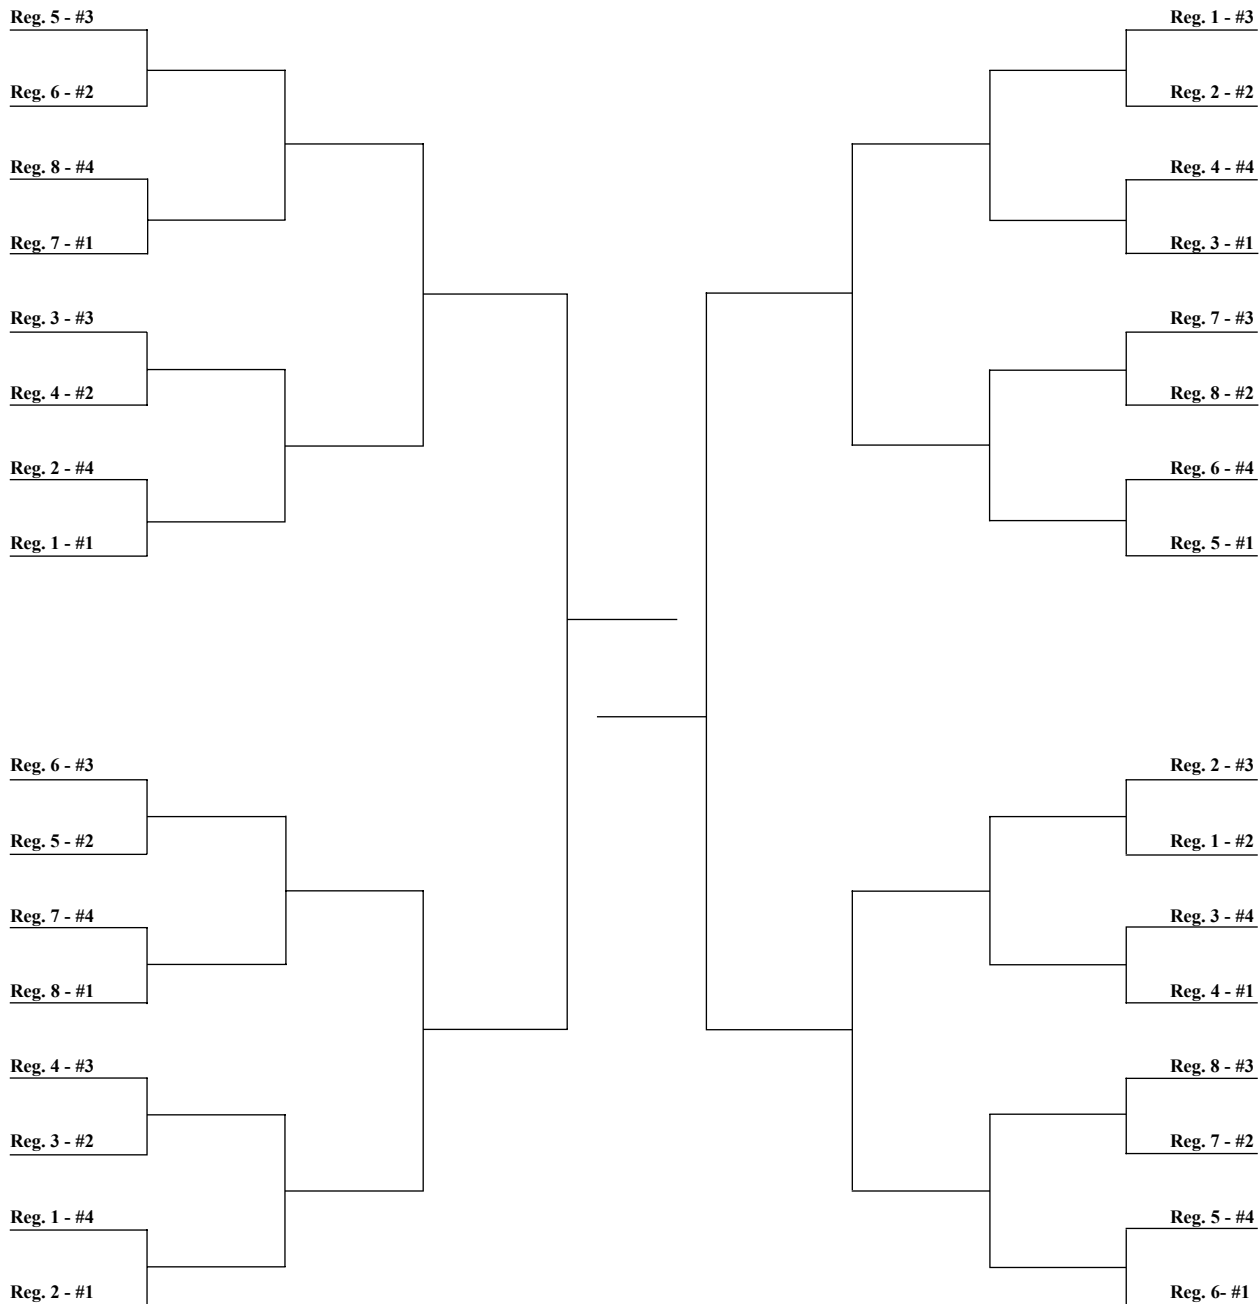 Reg. 5 - #3
Reg. 6 - #2
Reg. 8 - #4
Reg. 7 - #1
Reg. 3 - #3
Reg. 4 - #2
Reg. 2 - #4
Reg. 1 - #1
Reg. 6 - #3
Reg. 5 - #2
Reg. 7 - #4
Reg. 8 - #1
Reg. 4 - #3
Reg. 3 - #2
Reg. 1 - #4
Reg. 2 - #1
Reg. 1 - #3
Reg. 2 - #2
Reg. 4 - #4
Reg. 3 - #1
Reg. 7 - #3
Reg. 8 - #2
Reg. 6 - #4
Reg. 5 - #1
Reg. 2 - #3
Reg. 1 - #2
Reg. 3 - #4
Reg. 4 - #1
Reg. 8 - #3
Reg. 7 - #2
Reg. 5 - #4
Reg. 6- #1